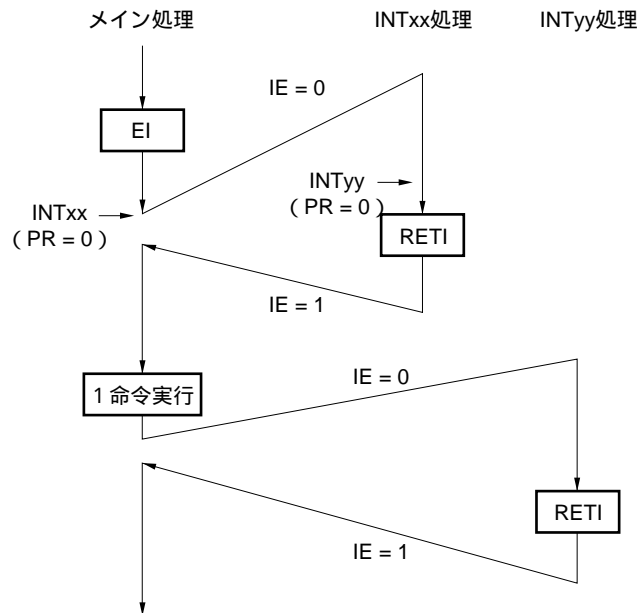 メイン処理
INTxx処理
INTyy処理
IE = 0
EI
INTyy
( PR = 0 )
INTxx
( PR = 0 )
RETI
IE = 1
IE = 0
1 命令実行
RETI
IE = 1